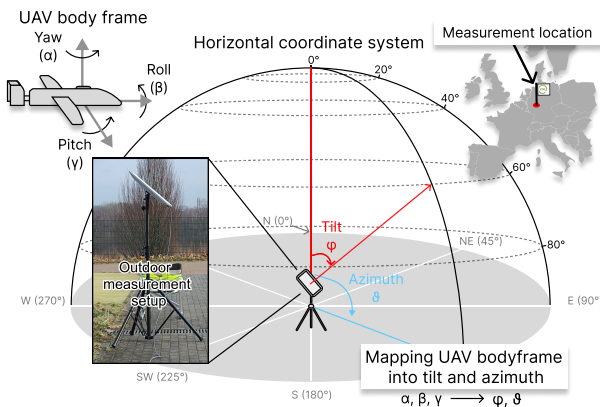 UAV body frame
Yaw
(α)
Roll
(β)
Pitch
(γ)
Horizontal coordinate system
Measurement location
0°
20°
40°
60°
80°
N (0°)
NE (45°)
E (90°
S (180°)
SW (225°)
W (270°)
Tilt
φ
Azimuth
ϑ
Outdoor
measurement
setup
Mapping UAV bodyframe
into tilt and azimuth
α, β, γ ⟶ φ, ϑ